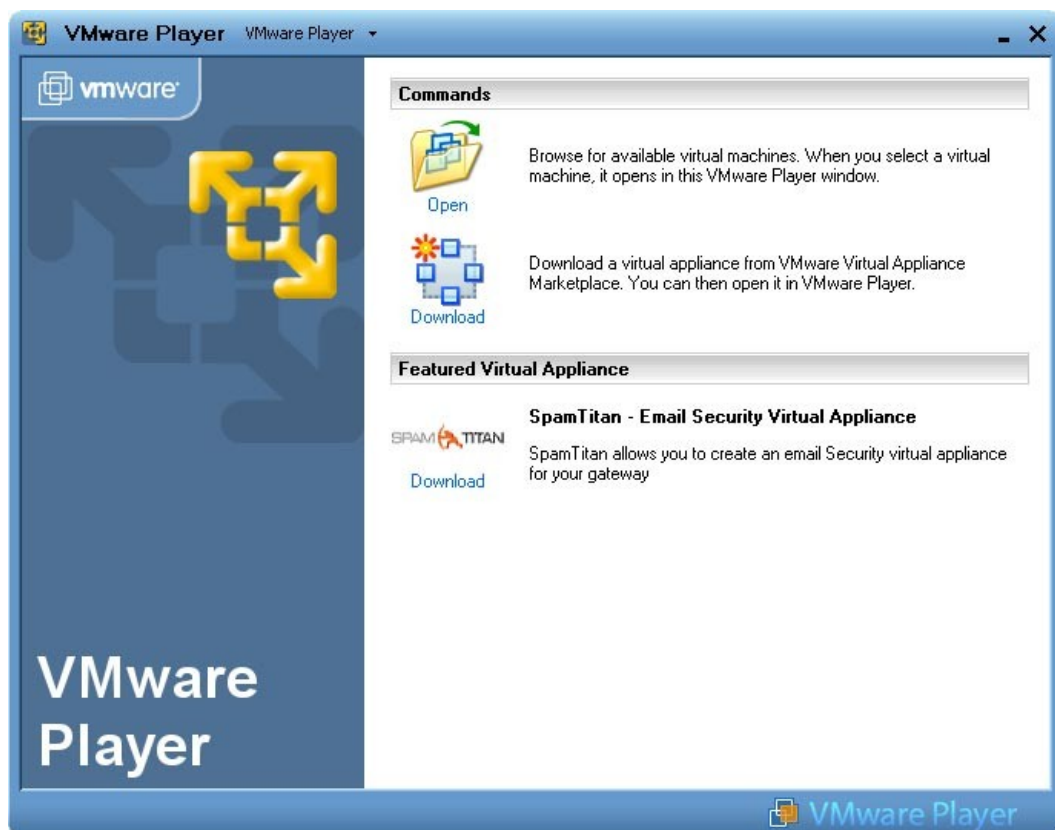 VMware Player VMware Player
vmware
Commands
Browse for available virtual machines. When you select a virtual
machine, it opens in this VMware Player window.
Open
Download a virtual appliance from VMware Virtual Appliance
Marketplace. You can then open it in VMware Player.
Download
Featured Virtual Appliance
SPAM TITAN
SpamTitan - Email Security Virtual Appliance
SpamTitan allows you to create an email Security virtual appliance
for your gateway
Download
VMware
Player
VMware Player